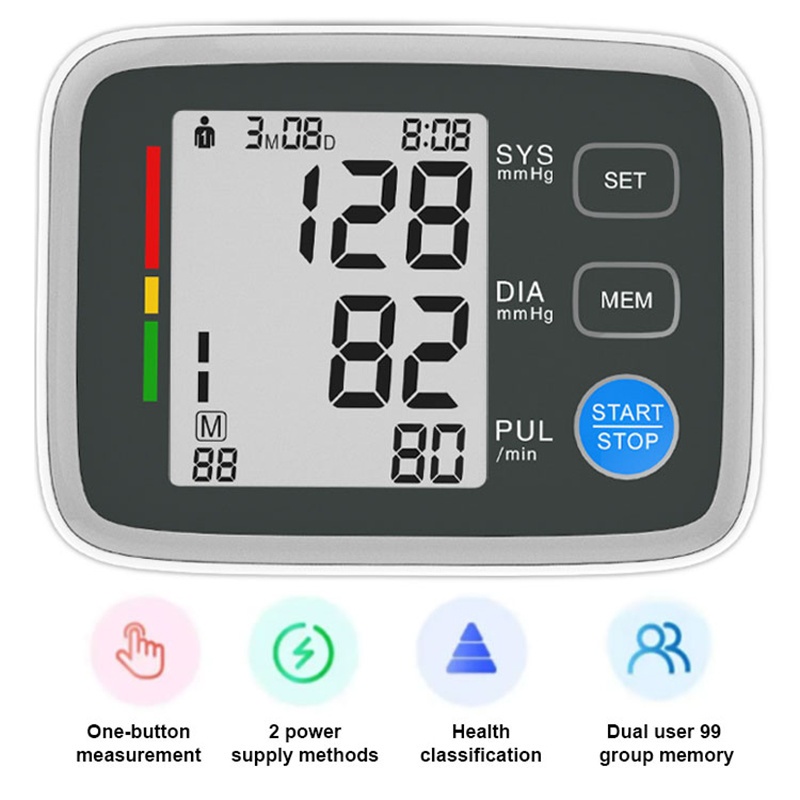 1 3M08D 8:08
128
SYS
mmHg
SET
82
DIA
mmHg
MEM
M
88
80
PUL
/min
START
STOP
One-button
measurement
2 power
supply methods
Health
classification
Dual user 99
group memory